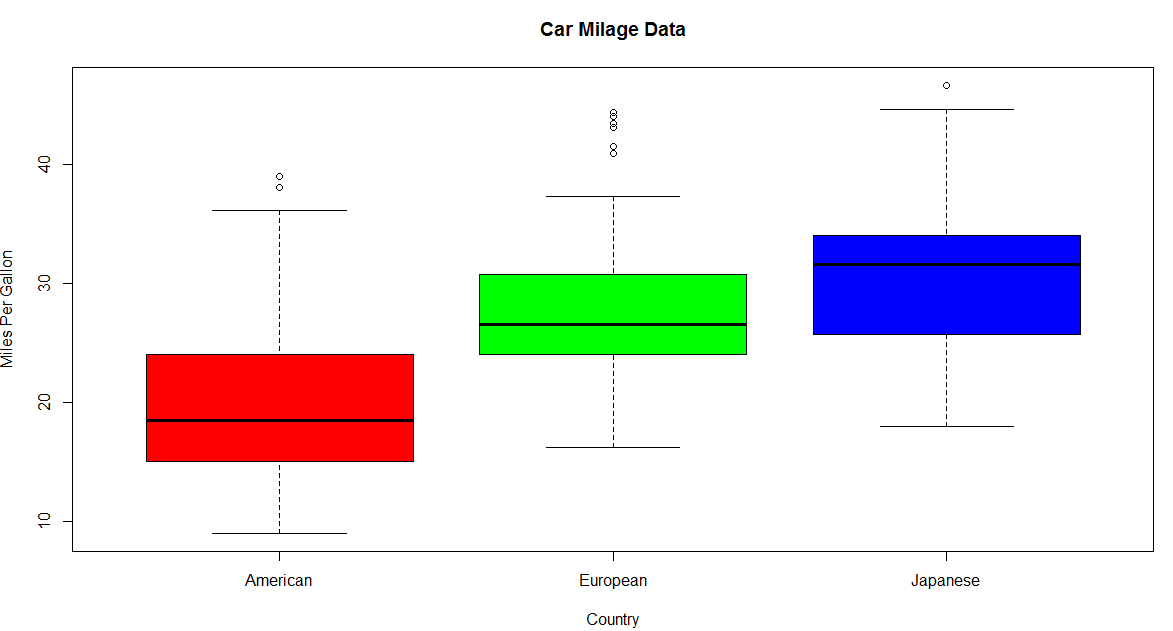 Car Milage Data
Miles Per Gallon
40
30
20
10
American European Japanese
Country